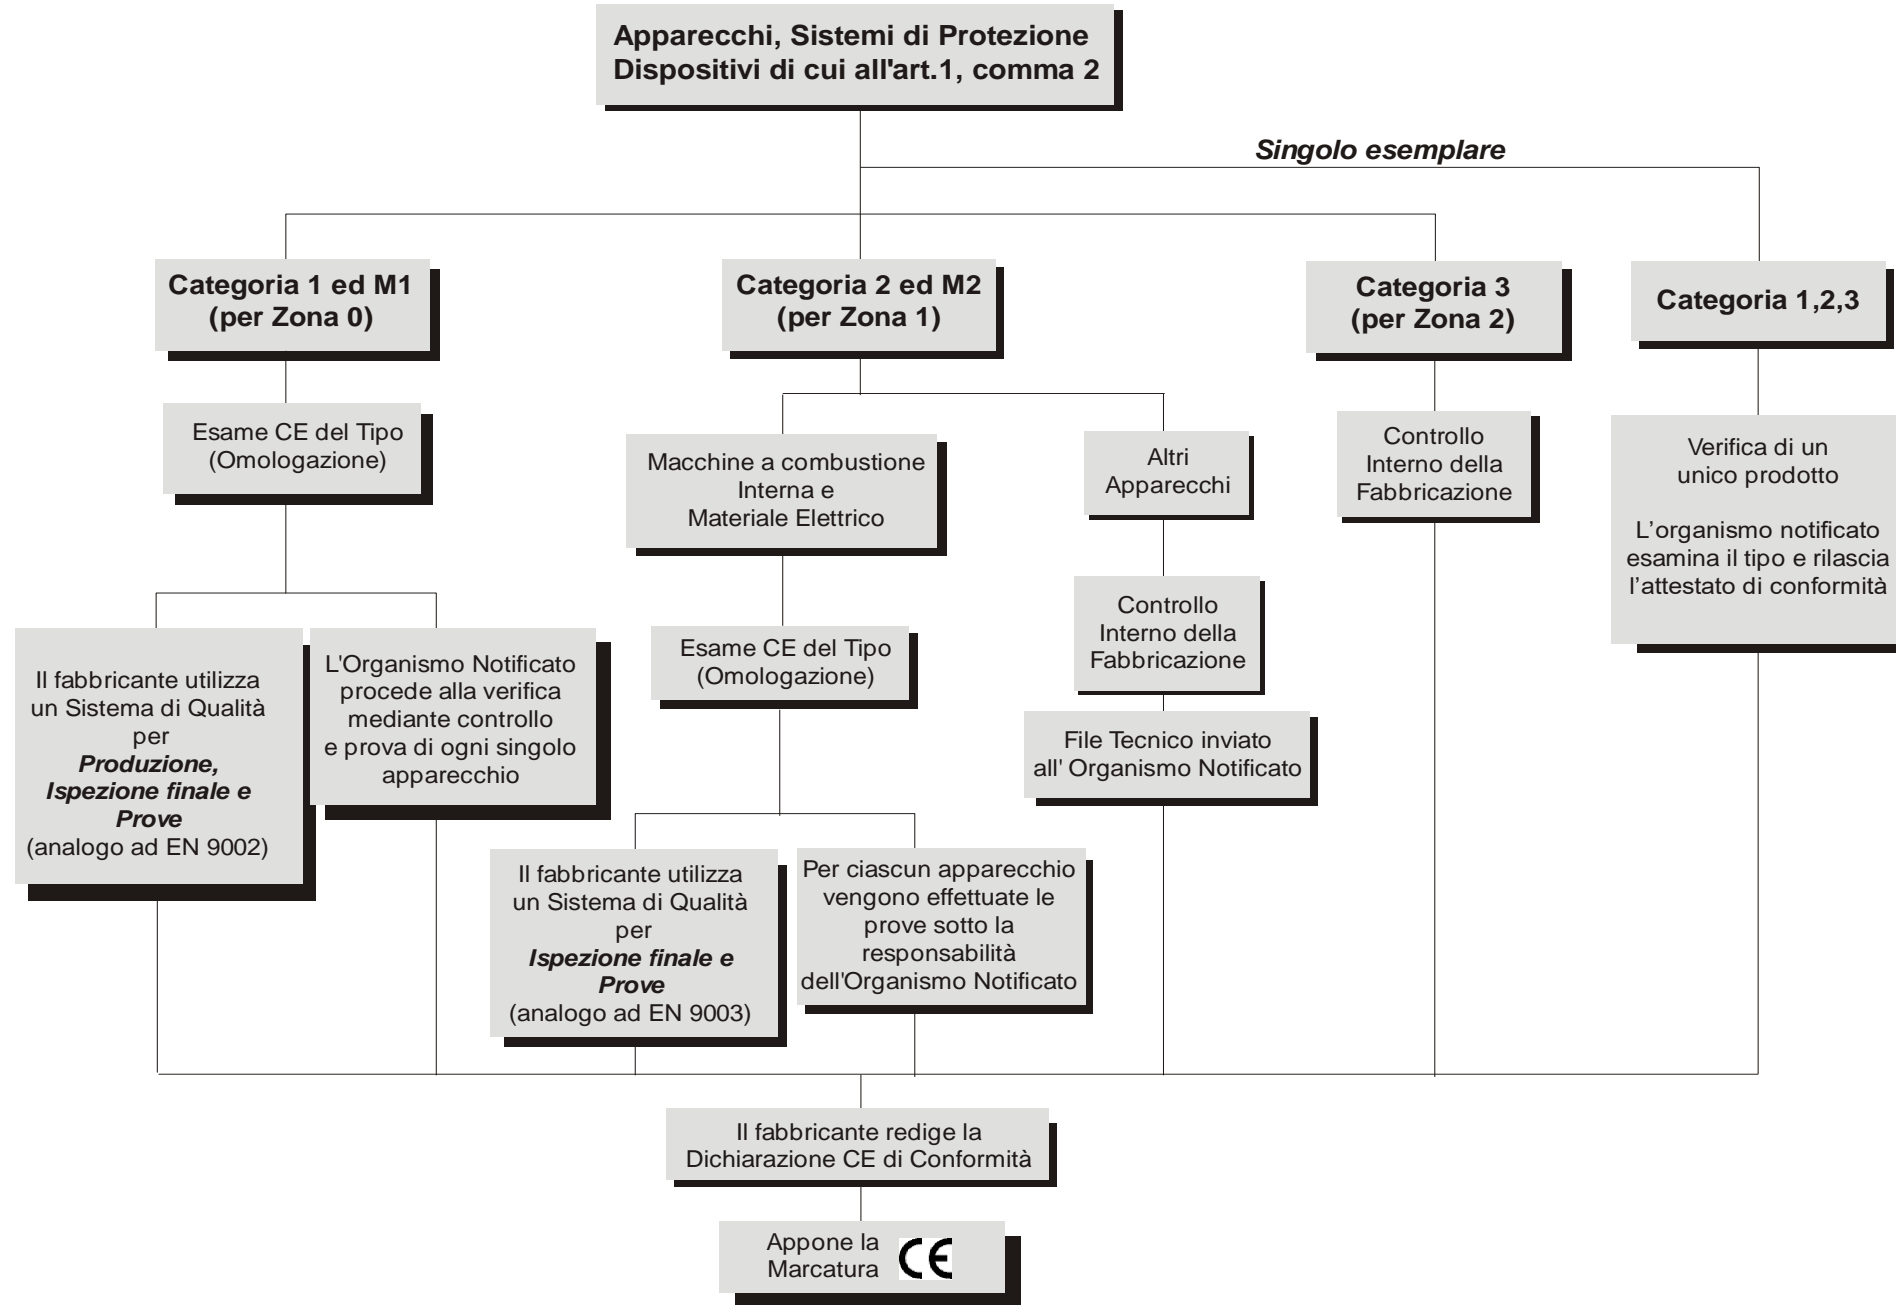 Apparecchi, Sistemi di Protezione
Dispositivi di cui all'art.1, comma 2
Singolo esemplare
Categoria 1 ed M1
(per Zona 0)
Categoria 2 ed M2
(per Zona 1)
Categoria 3
(per Zona 2)
Categoria 1,2,3
Esame CE del Tipo
(Omologazione)
Macchine a combustione
Interna e
Materiale Elettrico
Altri
Apparecchi
Controllo
Interno della
Fabbricazione
Verifica di un
unico prodotto
L’organismo notificato
esamina il tipo e rilascia
l’attestato di conformità
Controllo
Interno della
Fabbricazione
Il fabbricante utilizza
un Sistema di Qualità
per
Produzione,
Ispezione finale e
Prove
(analogo ad EN 9002)
L'Organismo Notificato
procede alla verifica
mediante controllo
e prova di ogni singolo
apparecchio
Esame CE del Tipo
(Omologazione)
File Tecnico inviato
all' Organismo Notificato
Il fabbricante utilizza
un Sistema di Qualità
per
Ispezione finale e
Prove
(analogo ad EN 9003)
Per ciascun apparecchio
vengono effettuate le
prove sotto la
responsabilità
dell'Organismo Notificato
Il fabbricante redige la
Dichiarazione CE di Conformità
Appone la
Marcatura CE